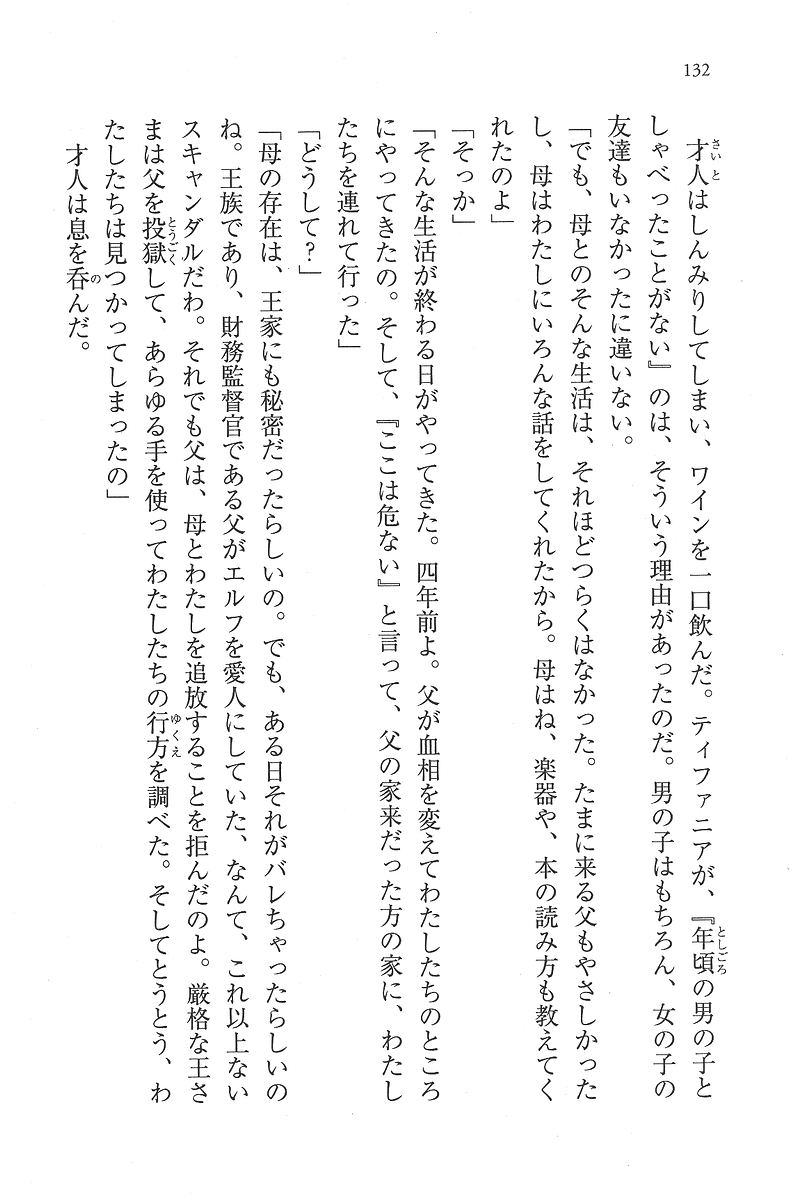 132
才人はしんみりしてしまい、ワインを一口飲んだ。ティファニアが、『年頃の男の子と
しゃべったことがない』のは、そういう理由があったのだ。男の子はもちろん、女の子の
友達もいなかったに違いない。
「でも、母とのそんな生活は、それほどつらくはなかった。たまに来る父もやさしかった
し、母はわたしにいろんな話をしてくれたから。母はね、楽器や、本の読み方も教えてく
れたのよ」
「そっか」
「そんな生活が終わる日がやってきた。四年前よ。父が血相を変えてわたしたちのところ
にやってきたの。そして、『ここは危ない』と言って、父の家来だった方の家に、わたし
たちを連れて行った」
「どうして？」
「母の存在は、王家にも秘密だったらしいの。でも、ある日それがバレちゃったらしいの
ね。王族であり、財務監督官である父がエルフを愛人にしていた、なんて、これ以上ない
スキャンダルだわ。それでも父は、母とわたしを追放することを拒んだのよ。厳格な王さ
まは父を投獄して、あらゆる手を使ってわたしたちの行方を調べた。そしてとうとう、わ
たしたちは見つかってしまったの」
才人は息を呑んだ。